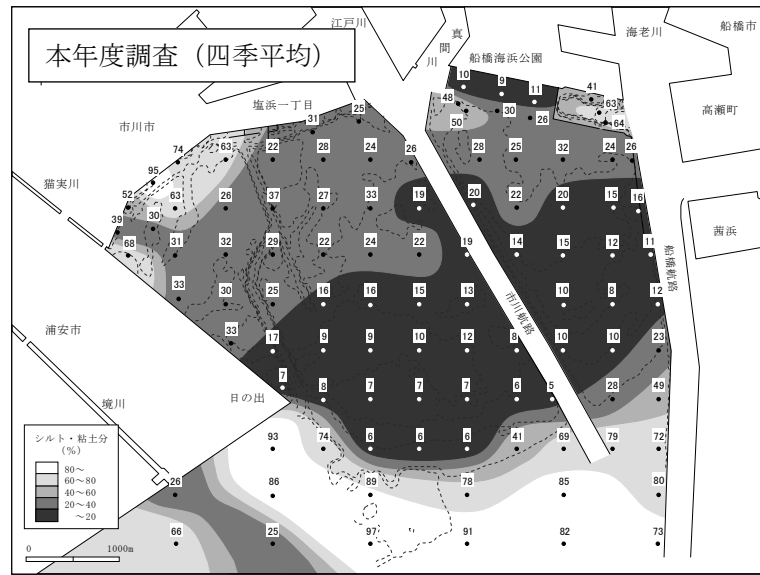 本年度調査（四季平均）
江戸川
真間川
船橋海浜公園
海老川
船橋市
高瀬町
塩浜一丁目
市川市
猫実川
茜浜
船橋航路
市川航路
浦安市
境川
日の出
10 9 11 41
48 30 26 63
50 64
31 25
74 63 22 28 24 26 28 25 32 24 26
95
52 63 26 37 27 33 19 20 22 20 15 16
39 30
68 31 32 29 22 24 22 19 14 15 12 11
33 30 25 16 16 15 13 10 8 12
33 17 9 9 10 12 8 10 10 23
7 8 7 7 7 6 5 28 49
93 74 6 6 6 41 69 79 72
26 86 89 78 85 80
66 25 97 91 82 73
シルト・粘土分
（%）
80～
60～80
40～60
20～40
～20
0 1000m